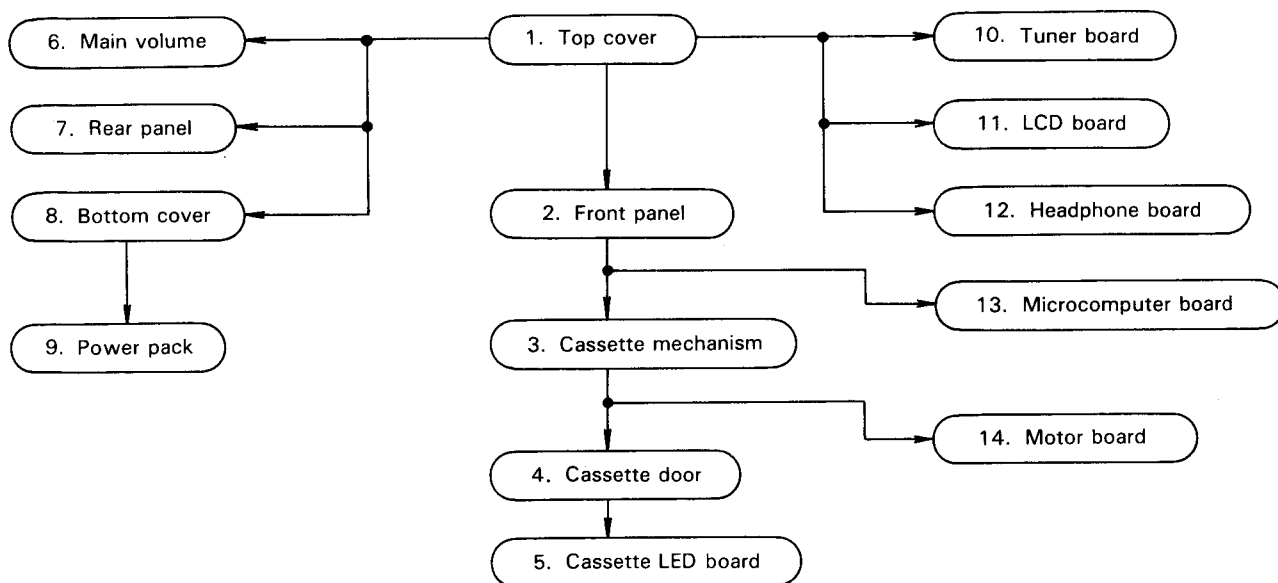 1. Top cover
2. Front panel
3. Cassette mechanism
4. Cassette door
5. Cassette LED board
6. Main volume
7. Rear panel
8. Bottom cover
9. Power pack
10. Tuner board
11. LCD board
12. Headphone board
13. Microcomputer board
14. Motor board